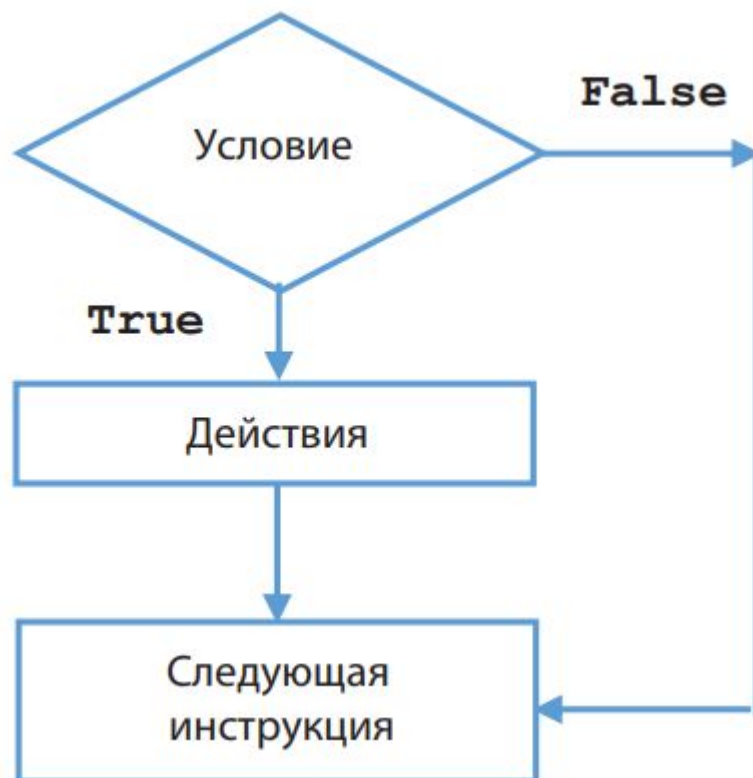 Условие
False
True
Действия
Следующая
инструкция